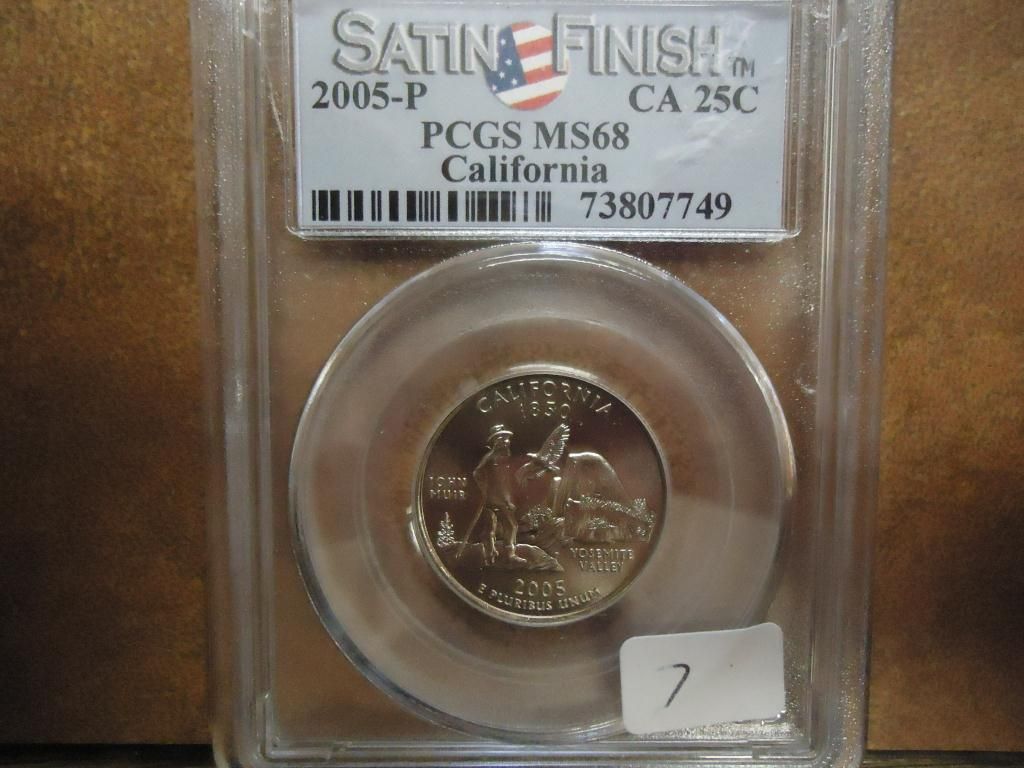 SATIN FINISH TM
2005-P CA 25C
PCGS MS68
California
73807749
CALIFORNIA
1850
JOHN
MUIR
YOSEMITE
VALLEY
2005
E PLURIBUS UNUM
7